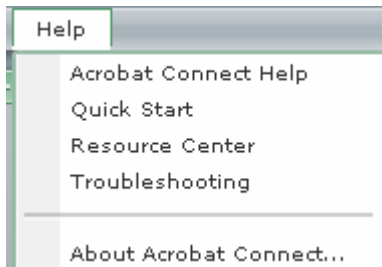 Help
Acrobat Connect Help
Quick Start
Resource Center
Troubleshooting
About Acrobat Connect...